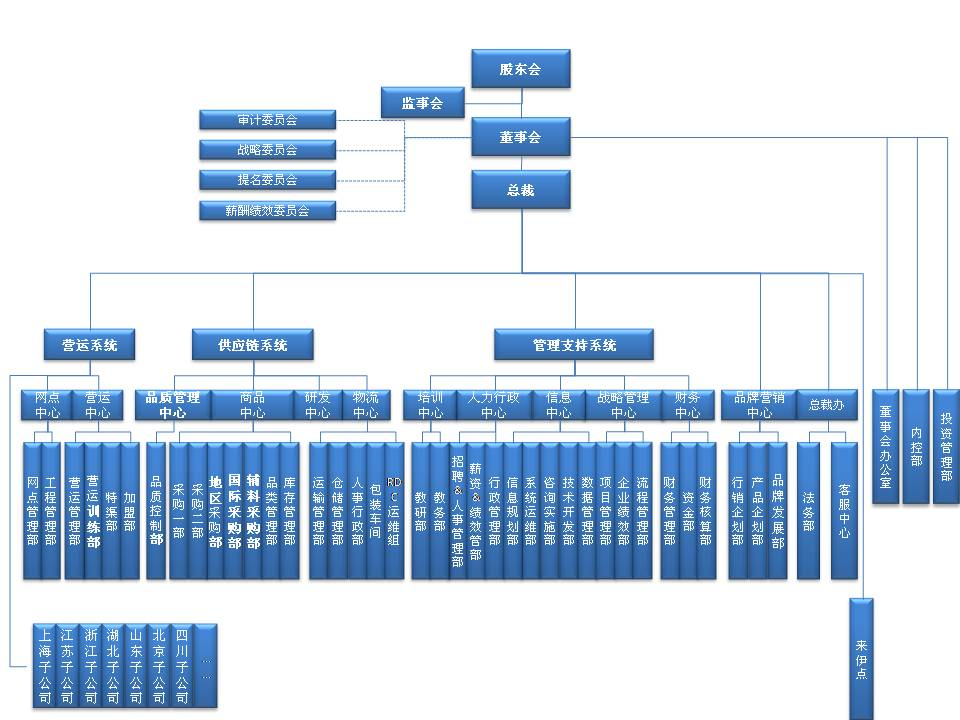 股东会
监事会
审计委员会
董事会
战略委员会
提名委员会
总裁
薪酬绩效委员会
营运系统
供应链系统
管理支持系统
网点中心
营运中心
品质管理中心
商品中心
研发中心
物流中心
培训中心
人力行政中心
信息中心
战略管理中心
财务中心
品牌营销中心
总裁办
董事会办公室
内控部
投资管理部
网点管理部
工程管理部
营运管理部
营运训练部
特渠部
加盟部
品质控制部
采购一部
采购二部
地区采购部
国际采购部
辅料采购部
品类管理部
库存管理部
运输管理部
仓储管理部
人事行政部
包装车间
RDC运维组
教研部
教务部
招聘&人事管理部
薪资&绩效管部
行政管理部
信息规划部
系统运维部
咨询实施部
技术开发部
数据管理部
项目管理部
企业绩效部
流程管理部
财务管理部
资金部
财务核算部
行销企划部
产品企划部
品牌发展部
法务部
客服中心
上海子公司
江苏子公司
浙江子公司
湖北子公司
山东子公司
北京子公司
四川子公司
……
来伊点